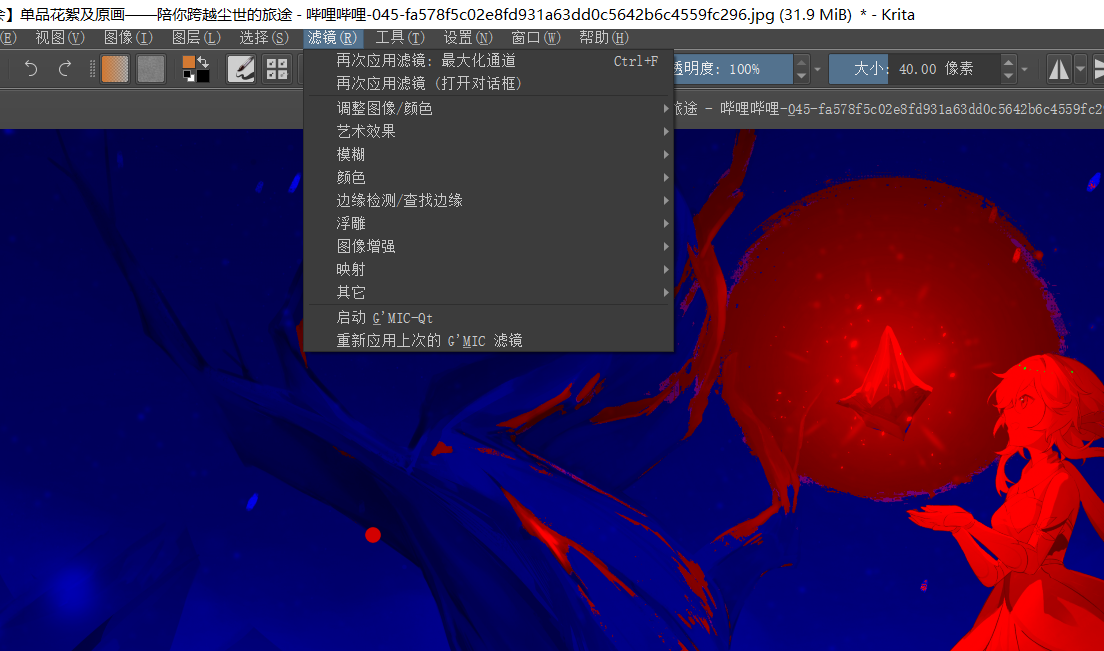 】单品花絮及原画——陪你跨越尘世的旅途 - 哔哩哔哩-045-fa578f5c02e8fd931a63dd0c5642b6c4559fc296.jpg (31.9 MiB) * - Krita
(E) 视图(V) 图像(I) 图层(L) 选择(S) 滤镜(R) 工具(T) 设置(N) 窗口(W) 帮助(H)
透明度: 100% 大小: 40.00 像素
旅途 - 哔哩哔哩-045-fa578f5c02e8fd931a63dd0c5642b6c4559fc2
再次应用滤镜: 最大化通道 Ctrl+F
再次应用滤镜 (打开对话框)
调整图像/颜色
艺术效果
模糊
颜色
边缘检测/查找边缘
浮雕
图像增强
映射
其它
启动 G'MIC-Qt
重新应用上次的 G'MIC 滤镜